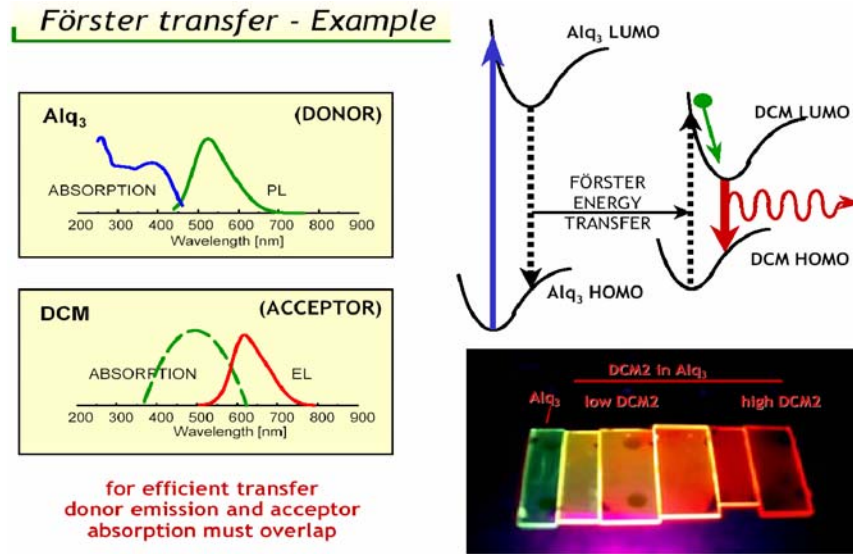 Förster transfer - Example
Alq3 (DONOR)
ABSORPTION PL
200 300 400 500 600 700 800 900
Wavelength [nm]
DCM (ACCEPTOR)
ABSORPTION EL
200 300 400 500 600 700 800 900
Wavelength [nm]
for efficient transfer
donor emission and acceptor
absorption must overlap
Alq3 LUMO
DCM LUMO
FÖRSTER
ENERGY
TRANSFER
DCM HOMO
Alq3 HOMO
DCM2 in Alq3
Alq3 low DCM2 high DCM2